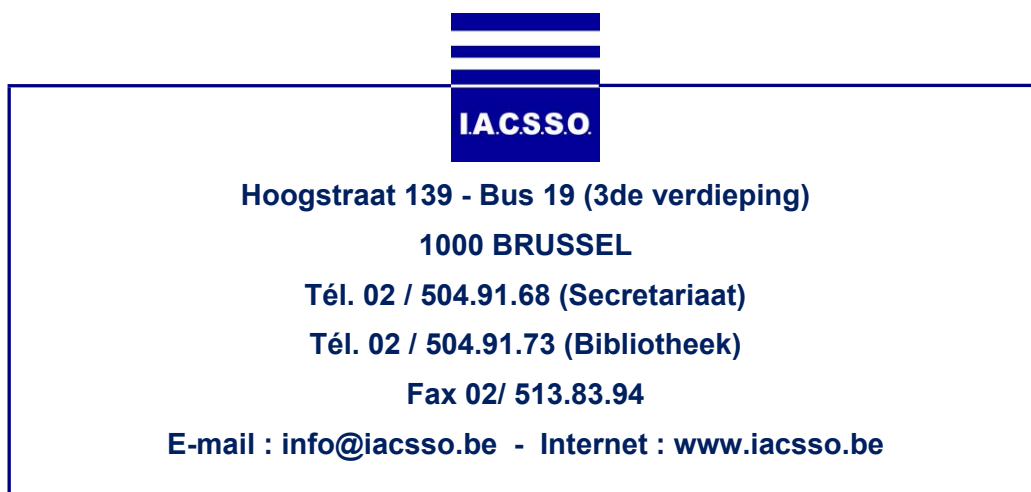 I.A.C.S.S.O.
Hoogstraat 139 - Bus 19 (3de verdieping)
1000 BRUSSEL
Tél. 02 / 504.91.68 (Secretariaat)
Tél. 02 / 504.91.73 (Bibliotheek)
Fax 02/ 513.83.94
E-mail : info@iacsso.be - Internet : www.iacsso.be